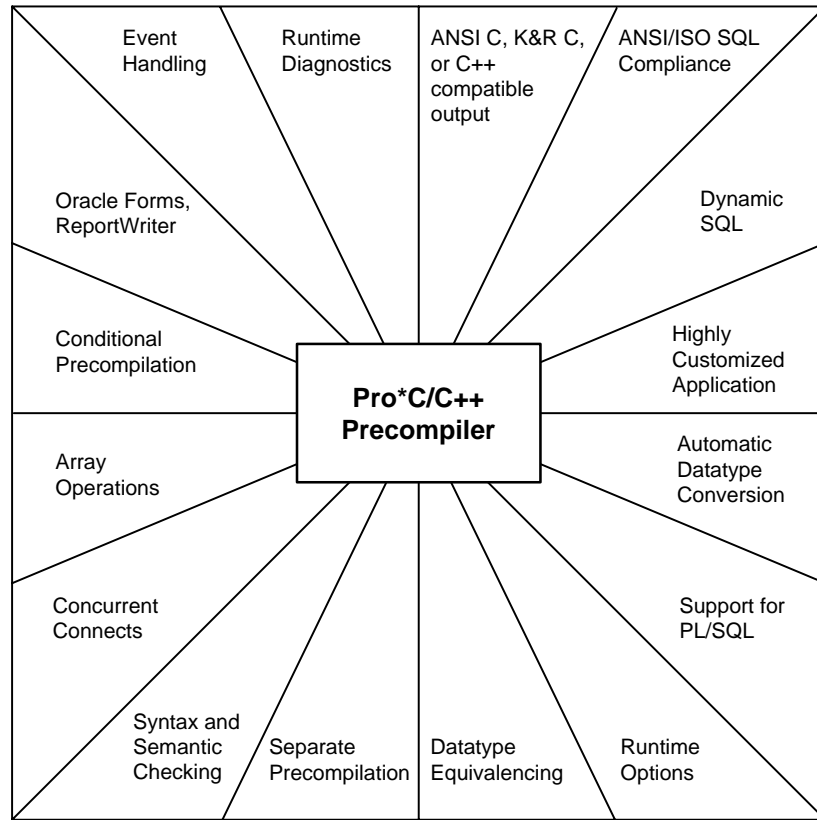 Event
Handling
Runtime
Diagnostics
ANSI C, K&R C,
or C++
compatible
output
ANSI/ISO SQL
Compliance
Oracle Forms,
ReportWriter
Dynamic
SQL
Conditional
Precompilation
Highly
Customized
Application
Pro*C/C++
Precompiler
Array
Operations
Automatic
Datatype
Conversion
Concurrent
Connects
Support for
PL/SQL
Syntax and
Semantic
Checking
Separate
Precompilation
Datatype
Equivalencing
Runtime
Options